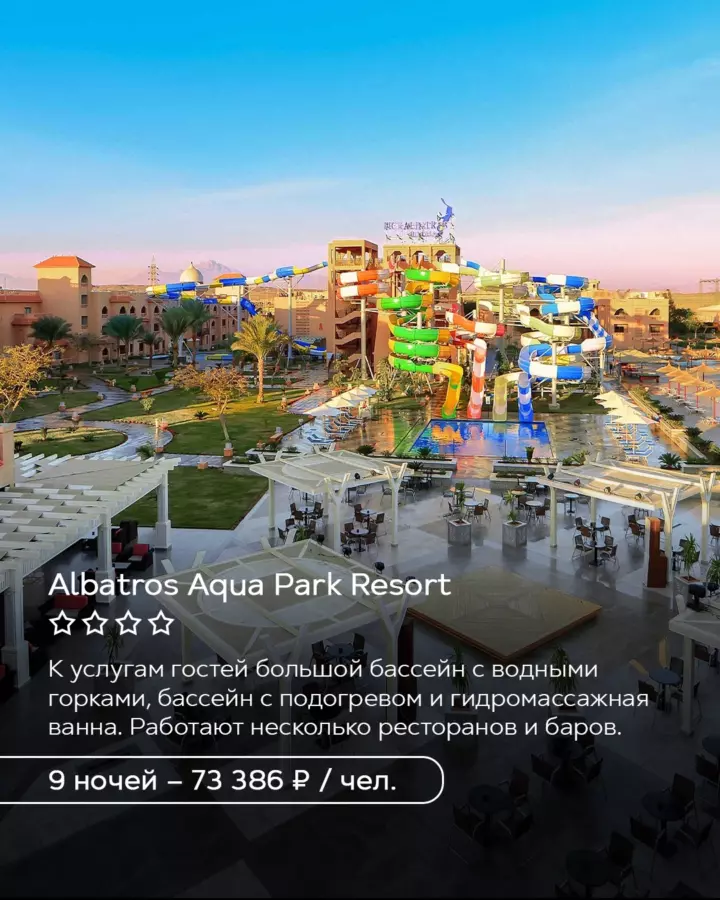 Albatros Aqua Park Resort
К услугам гостей большой бассейн с водными
горками, бассейн с подогревом и гидромассажная
ванна. Работают несколько ресторанов и баров.
9 ночей – 73 386 ₽ / чел.